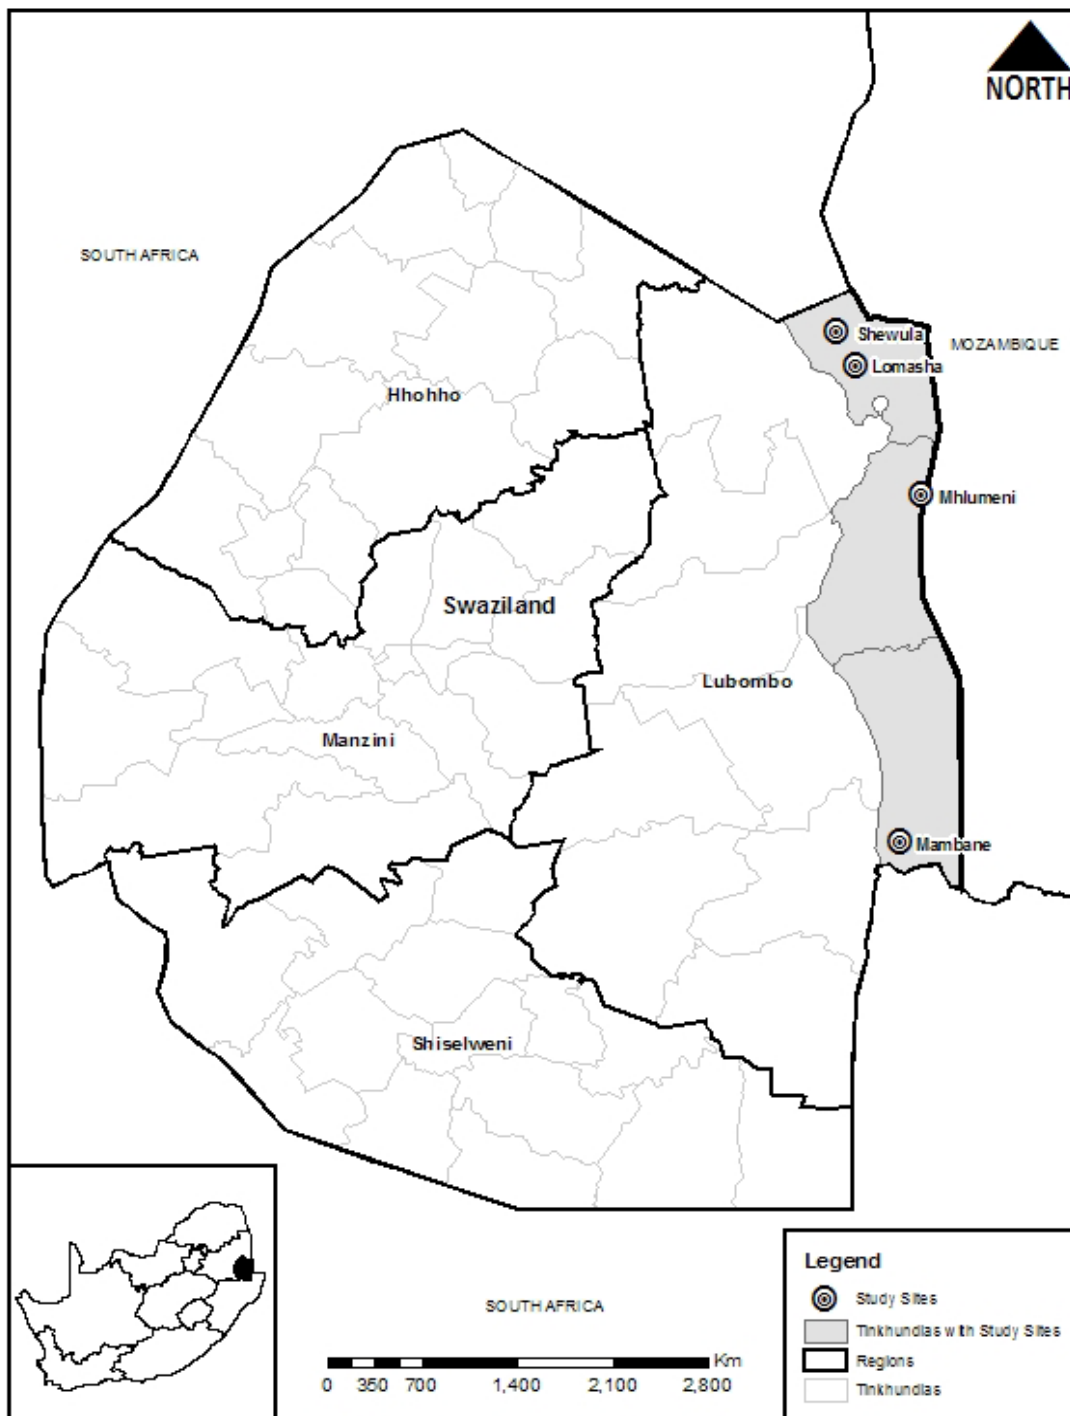 NORTH
SOUTH AFRICA
Shewula
MOZAMBIQUE
Lomasha
Hhohho
Mhlumeni
Swaziland
Lubombo
Manzini
Mambane
Shiselweni
SOUTH AFRICA
Km
0 350 700 1,400 2,100 2,800
Legend
Study Sites
Tinkhundlas with Study Sites
Regions
Tinkhundlas